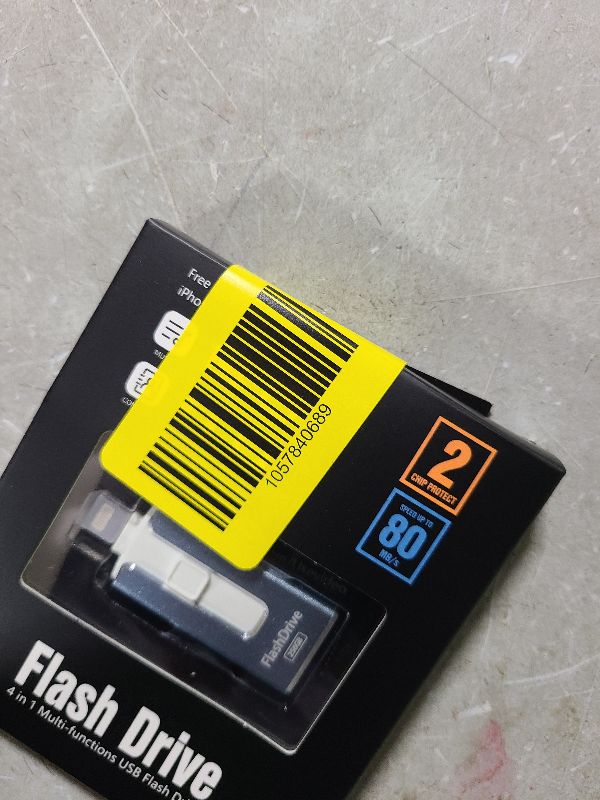 Free
iPho
1057840689
2
CHIP PROTECT
SPEED UP TO
80
MB/s
FlashDrive
256GB
Flash Drive
4 in 1 Multi-functions USB Flash Dri